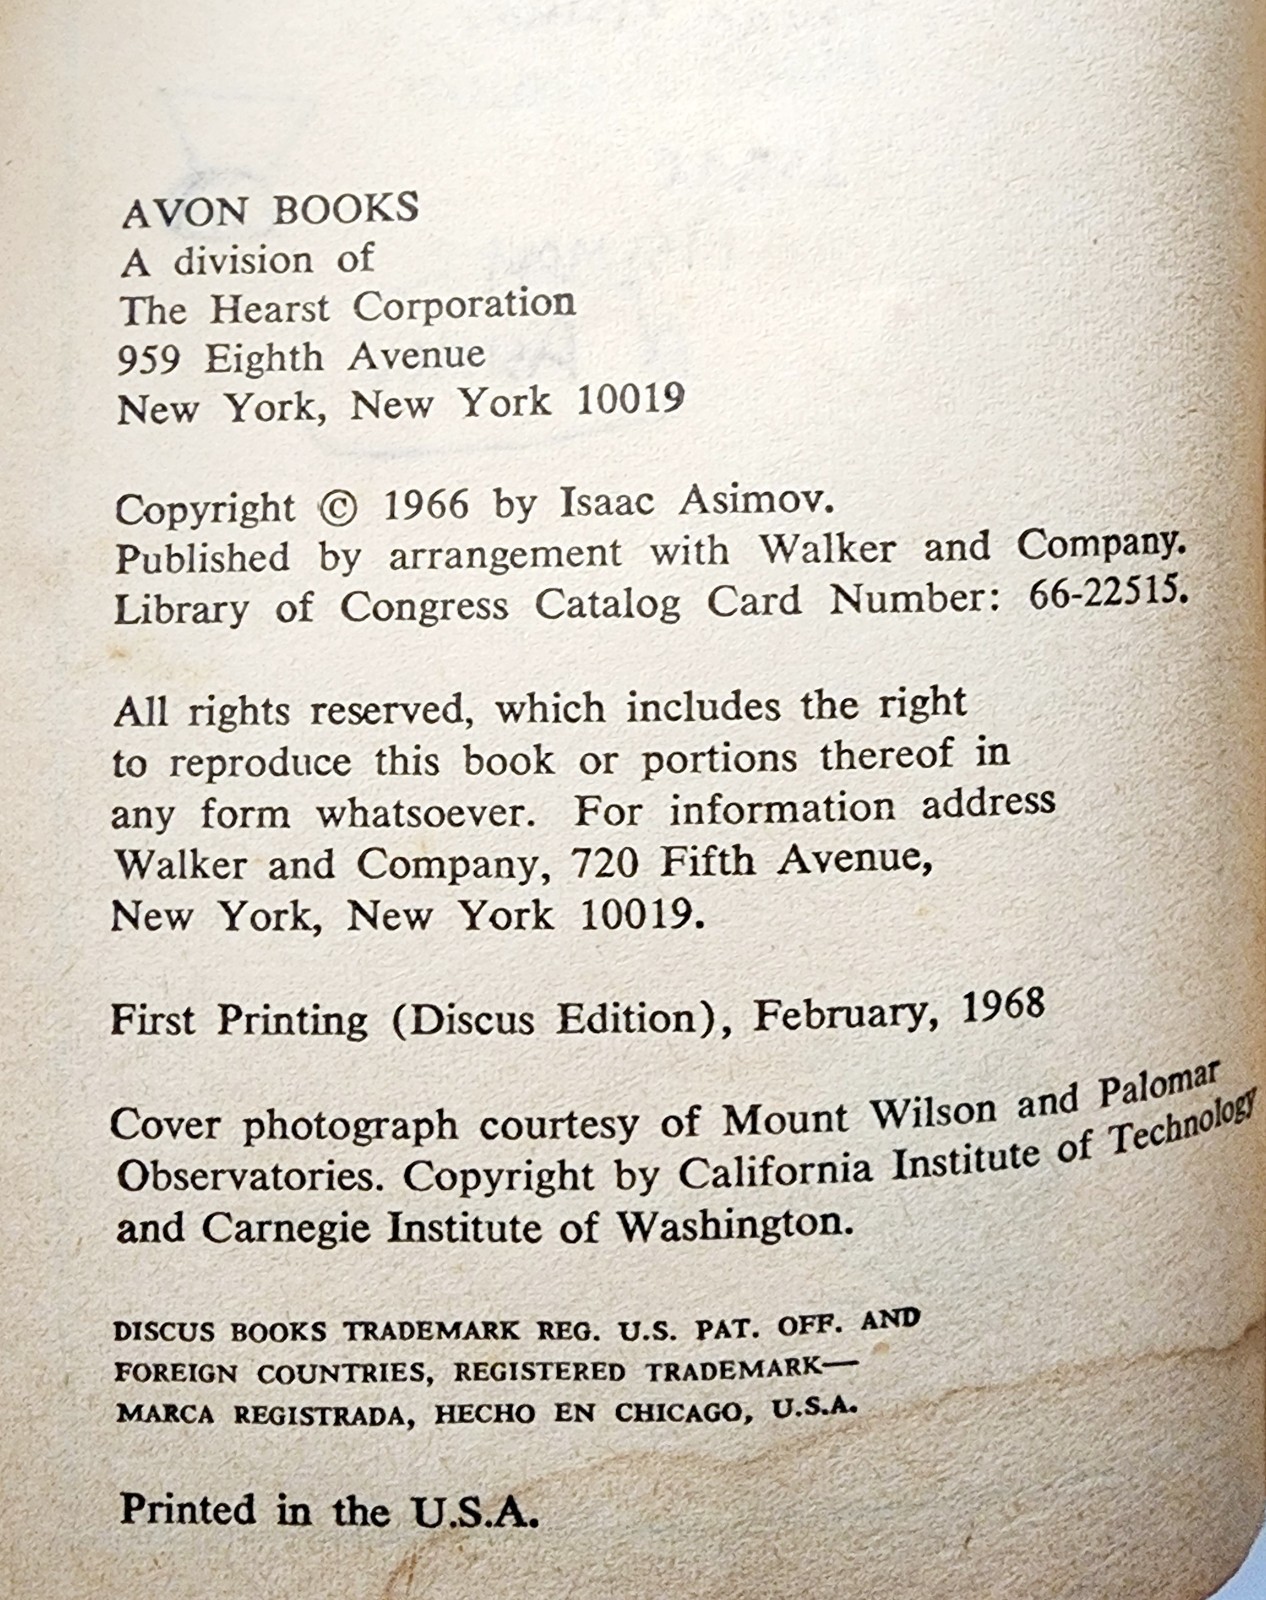 AVON BOOKS
A division of
The Hearst Corporation
959 Eighth Avenue
New York, New York 10019
Copyright © 1966 by Isaac Asimov.
Published by arrangement with Walker and Company.
Library of Congress Catalog Card Number: 66-22515.
All rights reserved, which includes the right
to reproduce this book or portions thereof in
any form whatsoever. For information address
Walker and Company, 720 Fifth Avenue,
New York, New York 10019.
First Printing (Discus Edition), February, 1968
Cover photograph courtesy of Mount Wilson and Palomar
Observatories. Copyright by California Institute of Technology
and Carnegie Institute of Washington.
DISCUS BOOKS TRADEMARK REG. U.S. PAT. OFF. AND
FOREIGN COUNTRIES, REGISTERED TRADEMARK—
MARCA REGISTRADA, HECHO EN CHICAGO, U.S.A.
Printed in the U.S.A.